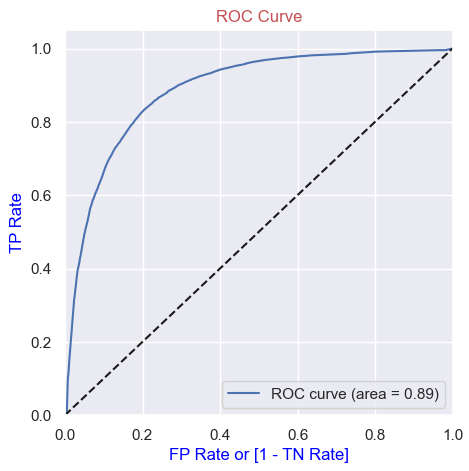 ROC Curve
1.0
0.8
0.6
0.4
0.2
0.0
TP Rate
ROC curve (area = 0.89)
0.0 0.2 0.4 0.6 0.8 1.0
FP Rate or [1 - TN Rate]